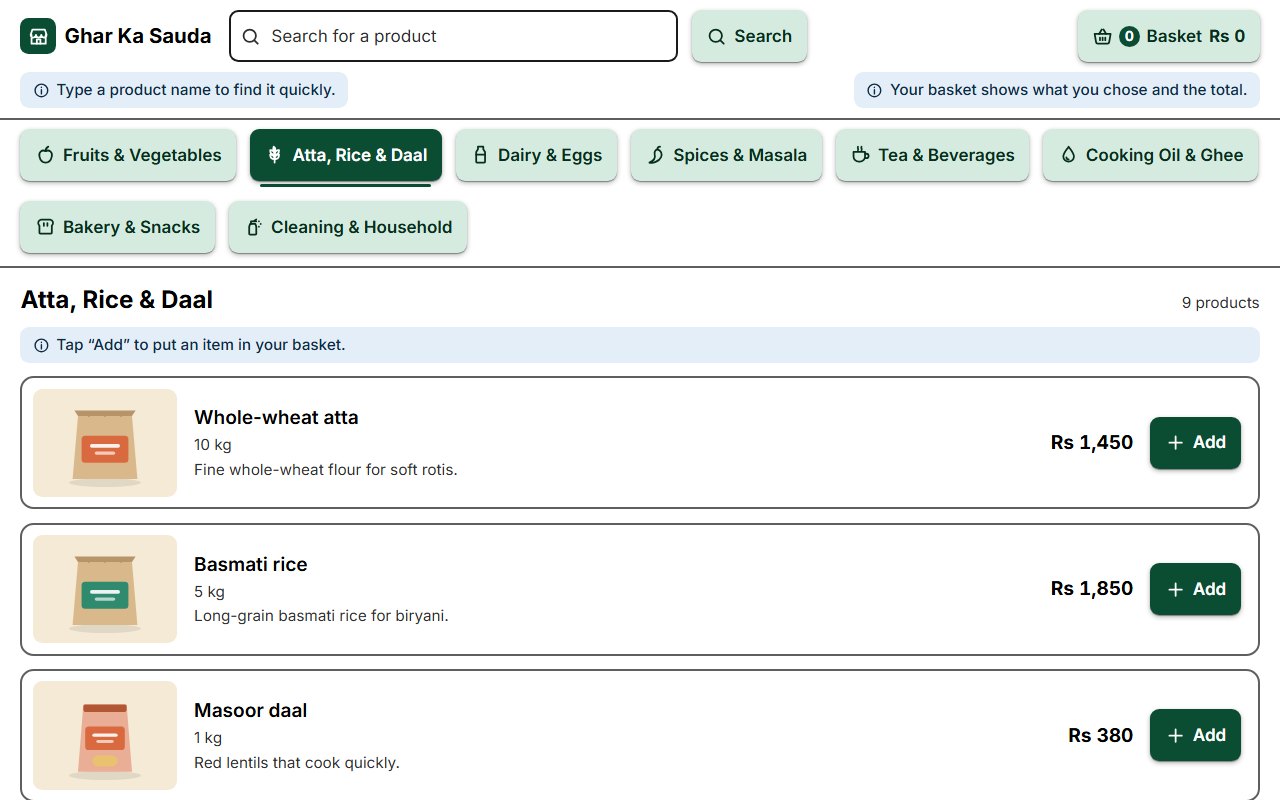 Ghar Ka Sauda
Search for a product
Search
0 Basket Rs 0
Type a product name to find it quickly.
Your basket shows what you chose and the total.
Fruits & Vegetables
Atta, Rice & Daal
Dairy & Eggs
Spices & Masala
Tea & Beverages
Cooking Oil & Ghee
Bakery & Snacks
Cleaning & Household
Atta, Rice & Daal
9 products
Tap “Add” to put an item in your basket.
Whole-wheat atta
10 kg
Fine whole-wheat flour for soft rotis.
Rs 1,450
Add
Basmati rice
5 kg
Long-grain basmati rice for biryani.
Rs 1,850
Add
Masoor daal
1 kg
Red lentils that cook quickly.
Rs 380
Add